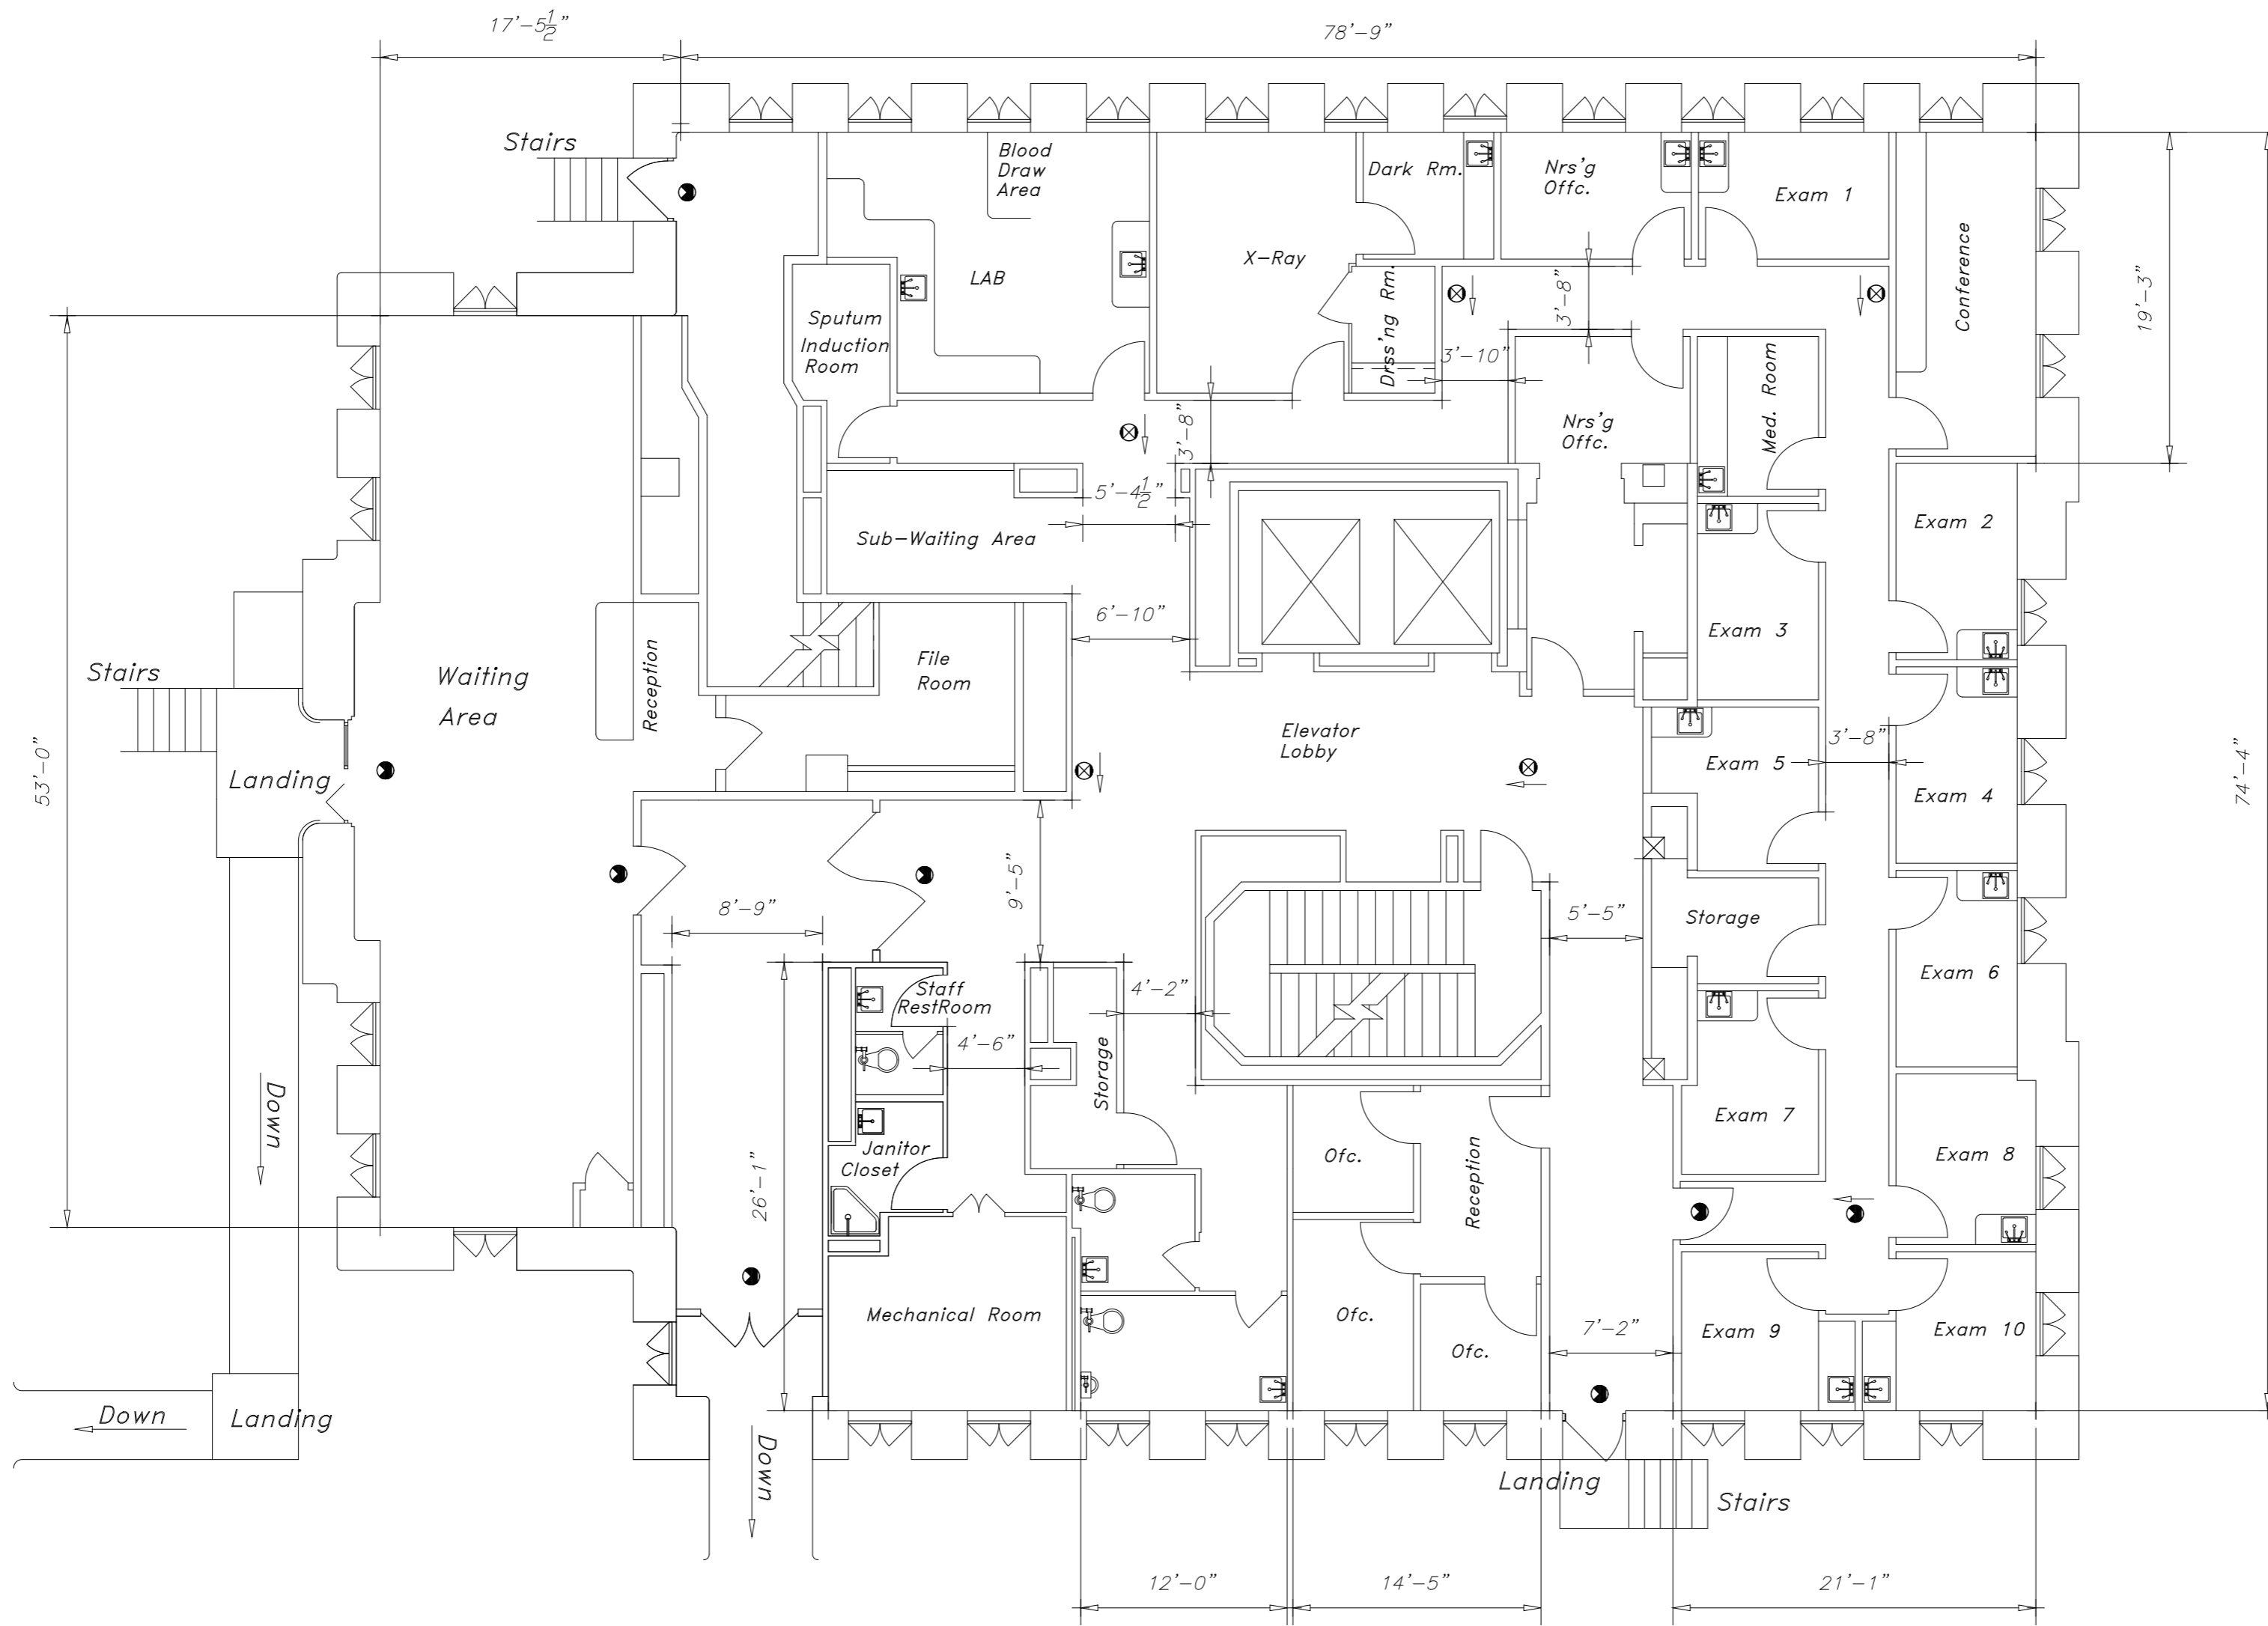 17'-5 1/2"
78'-9"
Stairs
Blood
Draw
Area
Dark Rm.
Nrs'g
Offc.
Exam 1
Conference
LAB
X-Ray
Drss'ng Rm.
3'-8"
19'-3"
Sputum
Induction
Room
3'-10"
Med. Room
3'-8"
Nrs'g
Offc.
5'-4 1/2"
Sub-Waiting Area
Exam 2
6'-10"
Exam 3
Stairs
Waiting
Area
Reception
File
Room
Elevator
Lobby
3'-8"
Exam 5
Exam 4
53'-0"
74'-4"
Landing
9'-5"
8'-9"
5'-5"
Storage
Exam 6
Staff
RestRoom
4'-2"
4'-6"
Storage
Down
Exam 7
Janitor
Closet
Ofc.
Reception
Exam 8
26'-1"
Mechanical Room
Ofc.
Ofc.
7'-2"
Exam 9
Exam 10
Down
Landing
Down
Landing
Stairs
12'-0"
14'-5"
21'-1"